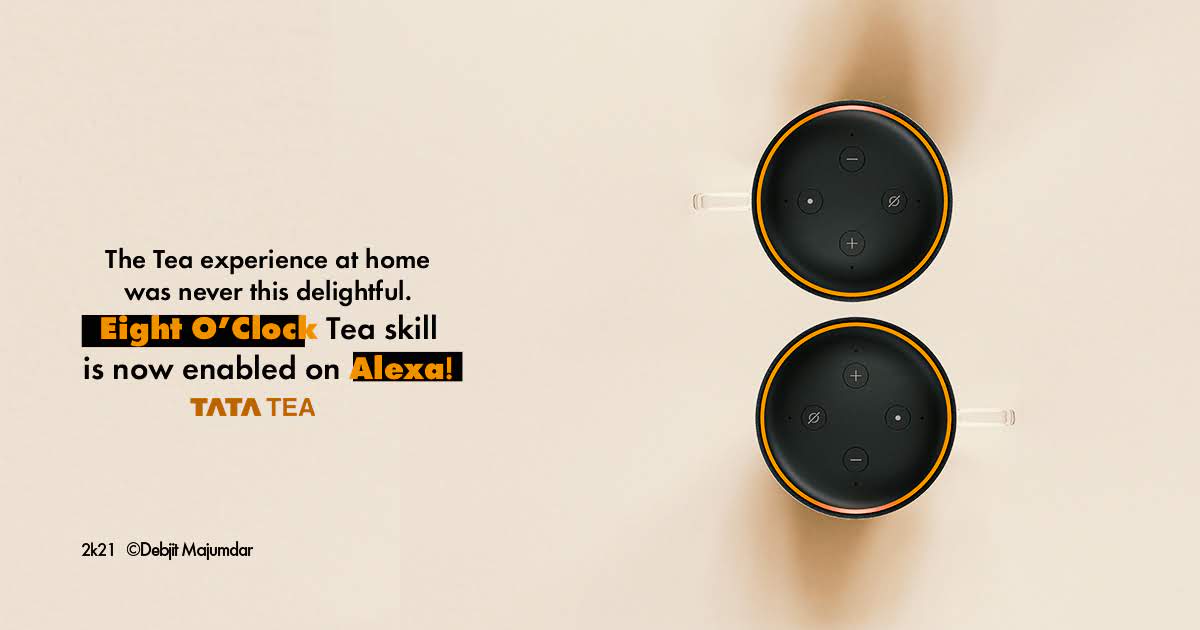 The Tea experience at home
was never this delightful.
Eight O’Clock Tea skill
is now enabled on Alexa!
TATA TEA
2k21 ©Debjit Majumdar